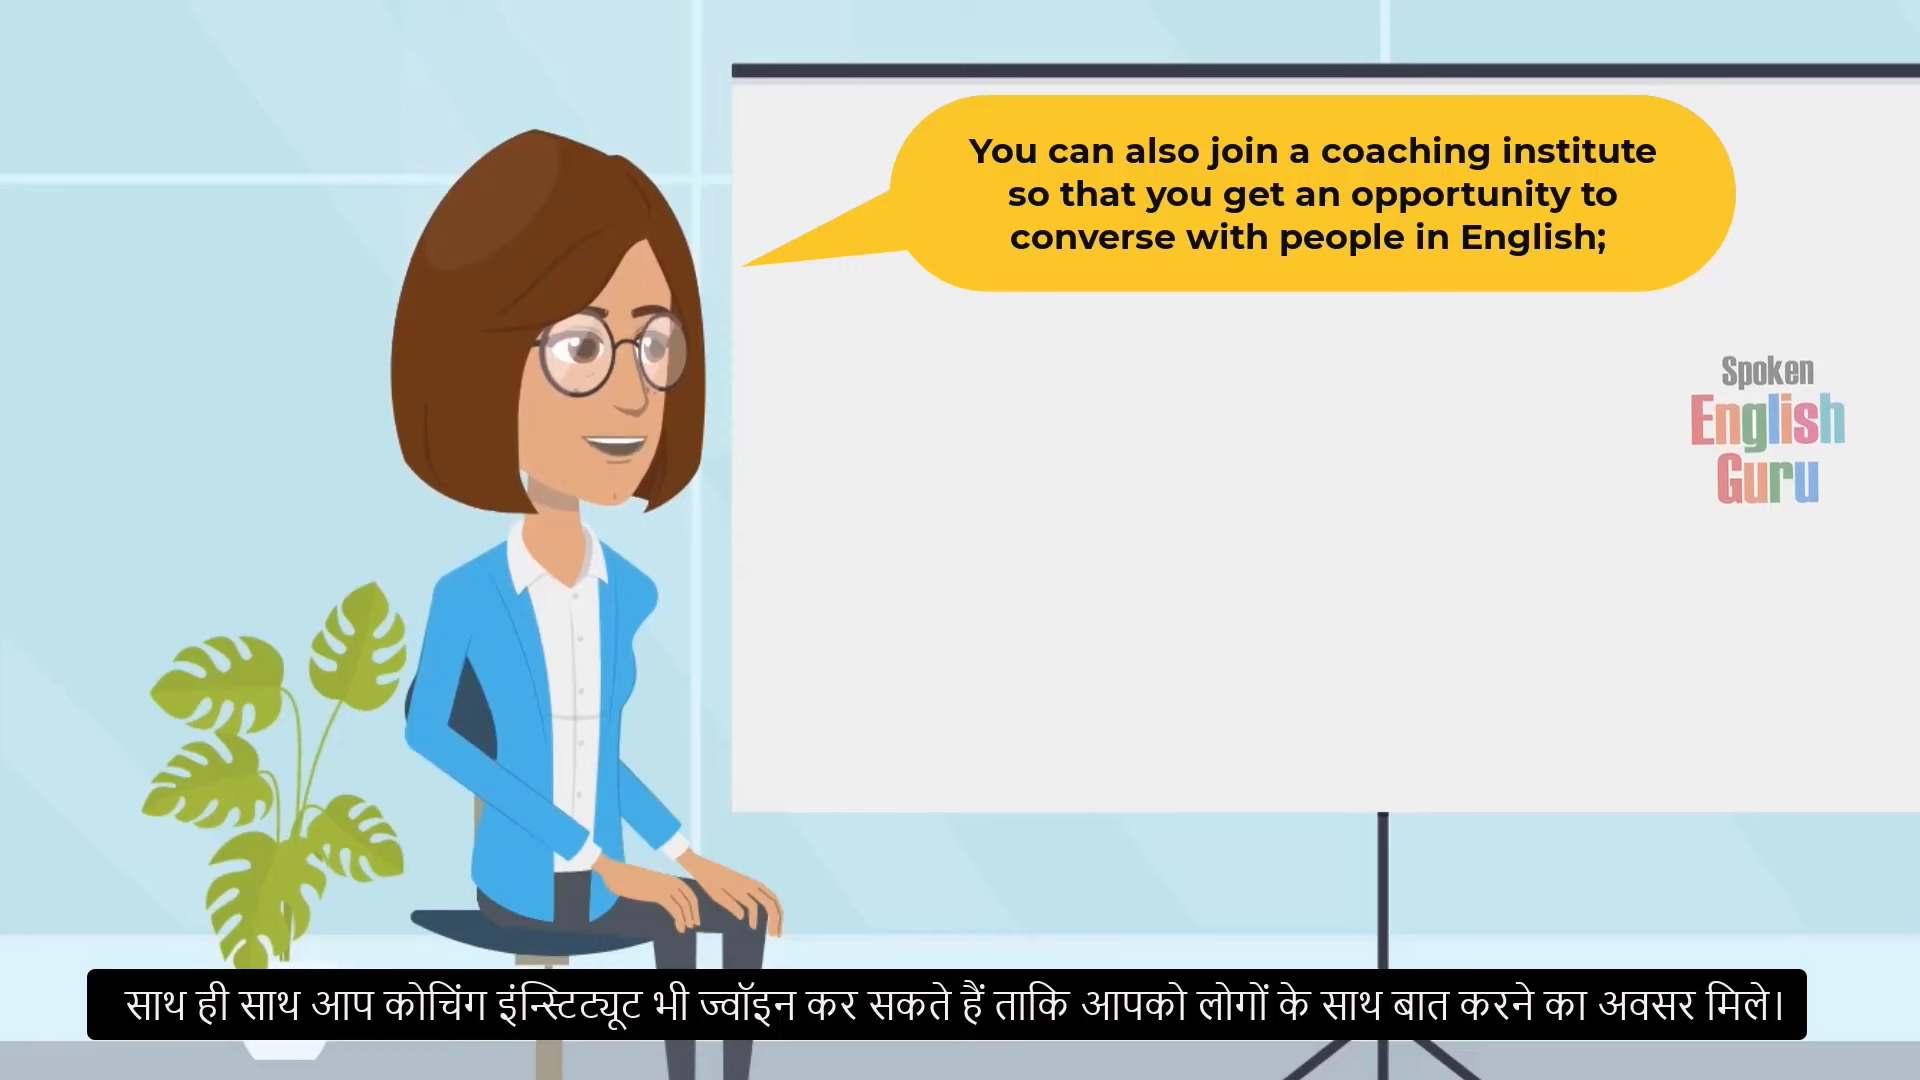 You can also join a coaching institute
so that you get an opportunity to
converse with people in English;
Spoken
English
Guru
साथ ही साथ आप कोचिंग इंन्स्टिट्यूट भी ज्वॉइन कर सकते हैं ताकि आपको लोगों के साथ बात करने का अवसर मिले।